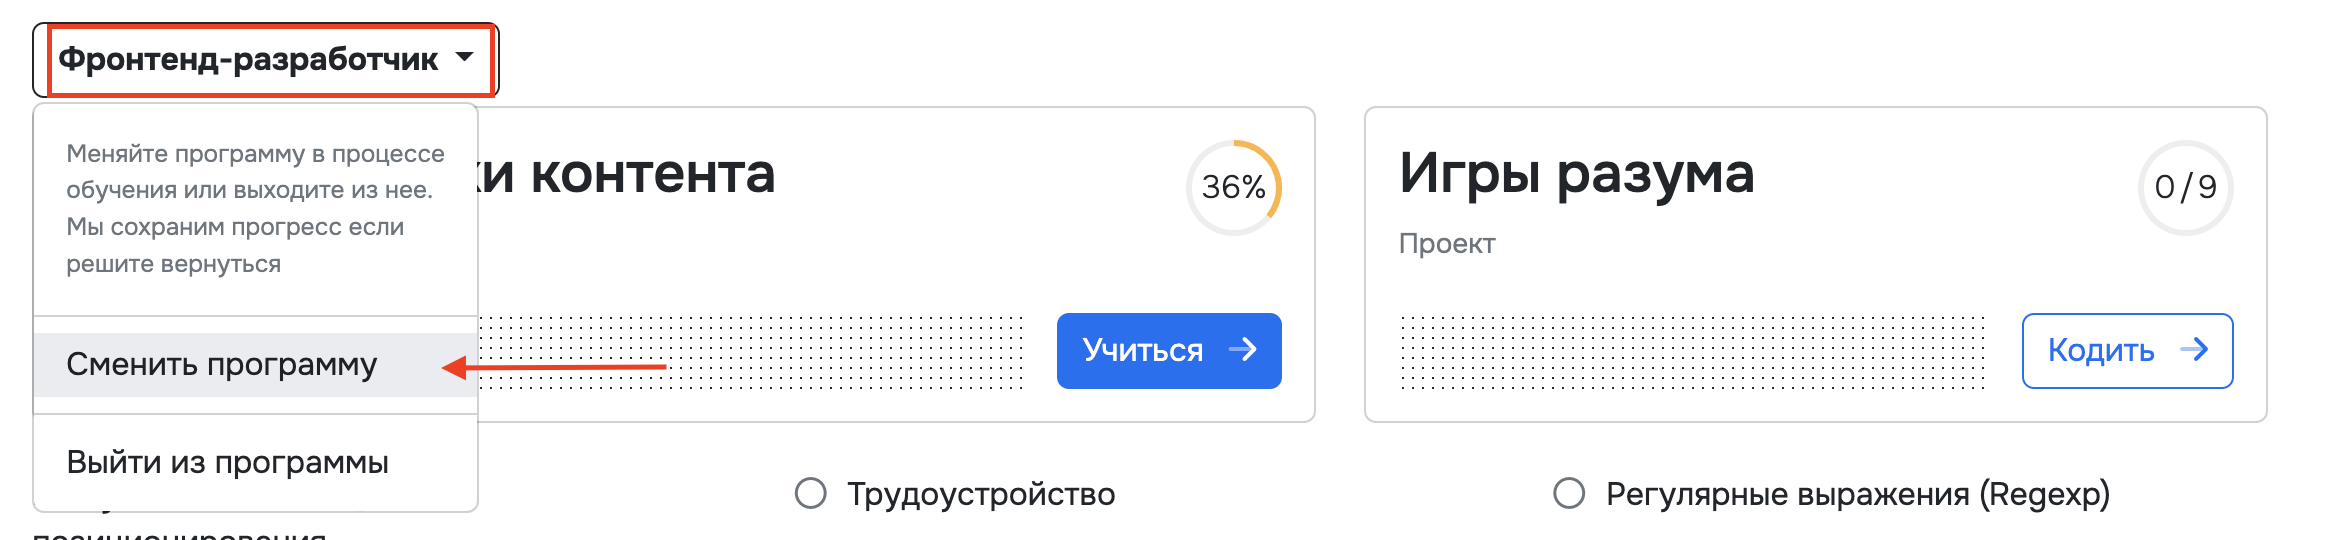 Фронтенд-разработчик
Меняйте программу в процессе
обучения или выходите из нее.
Мы сохраним прогресс если
решите вернуться
Сменить программу
Выйти из программы
контента
36%
Учиться
Игры разума
0/9
Проект
Кодить
Трудоустройство
Регулярные выражения (Regexp)
позиционирования